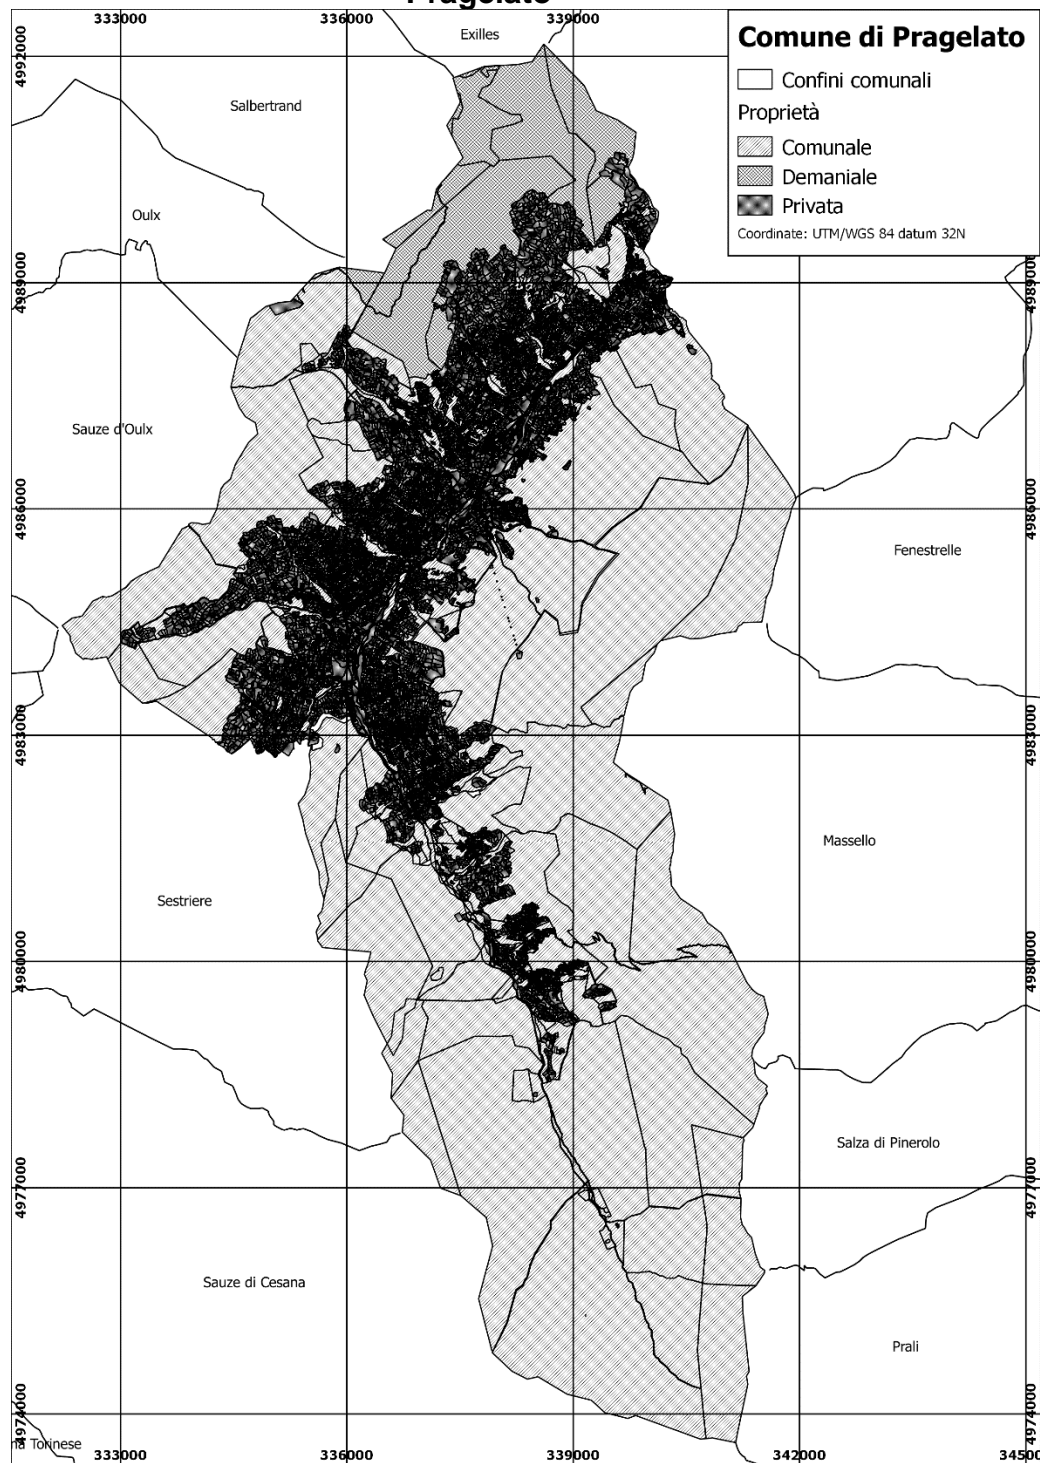 Pragelato
333000
336000
339000
Exilles
Comune di Pragelato
Confini comunali
Proprietà
Comunale
Demaniale
Privata
Coordinate: UTM/WGS 84 datum 32N
4992000
Salbertrand
Oulx
4989000
4989000
Sauze d'Oulx
4986000
4986000
Fenestrelle
4983000
4983000
Massello
Sestriere
4980000
4980000
Salza di Pinerolo
4977000
4977000
Sauze di Cesana
Prali
4974000
4974000
Torinese
333000
336000
339000
342000
34500